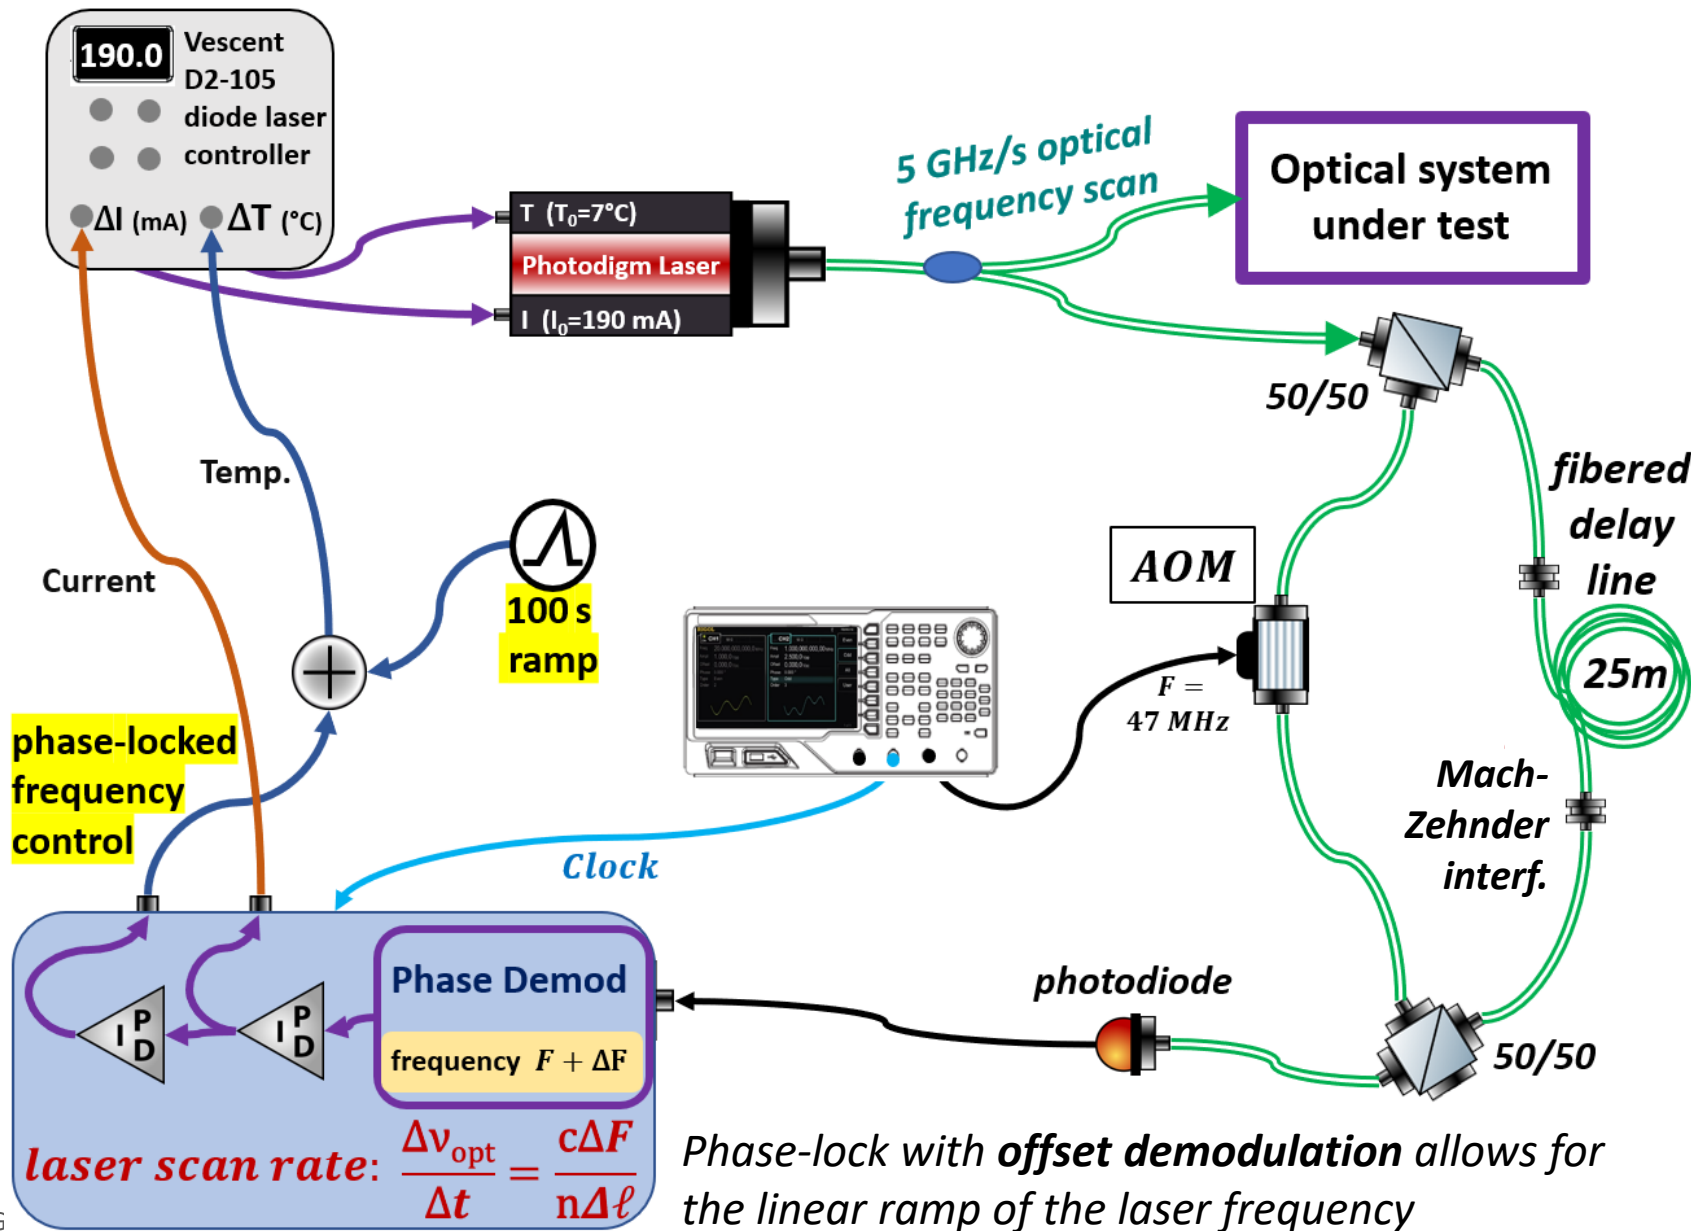 190.0
Vescent
D2-105
diode laser
controller
ΔI (mA)
ΔT (°C)
T (T₀=7°C)
Photodigm Laser
I (I₀=190 mA)
5 GHz/s optical
frequency scan
Optical system
under test
50/50
fibered
delay
line
25m
Mach-
Zehnder
interf.
AOM
F =
47 MHz
Temp.
Current
100 s
ramp
phase-locked
frequency
control
Clock
Phase Demod
frequency F + ΔF
P
I
D
P
I
D
photodiode
50/50
laser scan rate: Δν_opt/Δt = cΔF/nΔℓ
Phase-lock with offset demodulation allows for
the linear ramp of the laser frequency